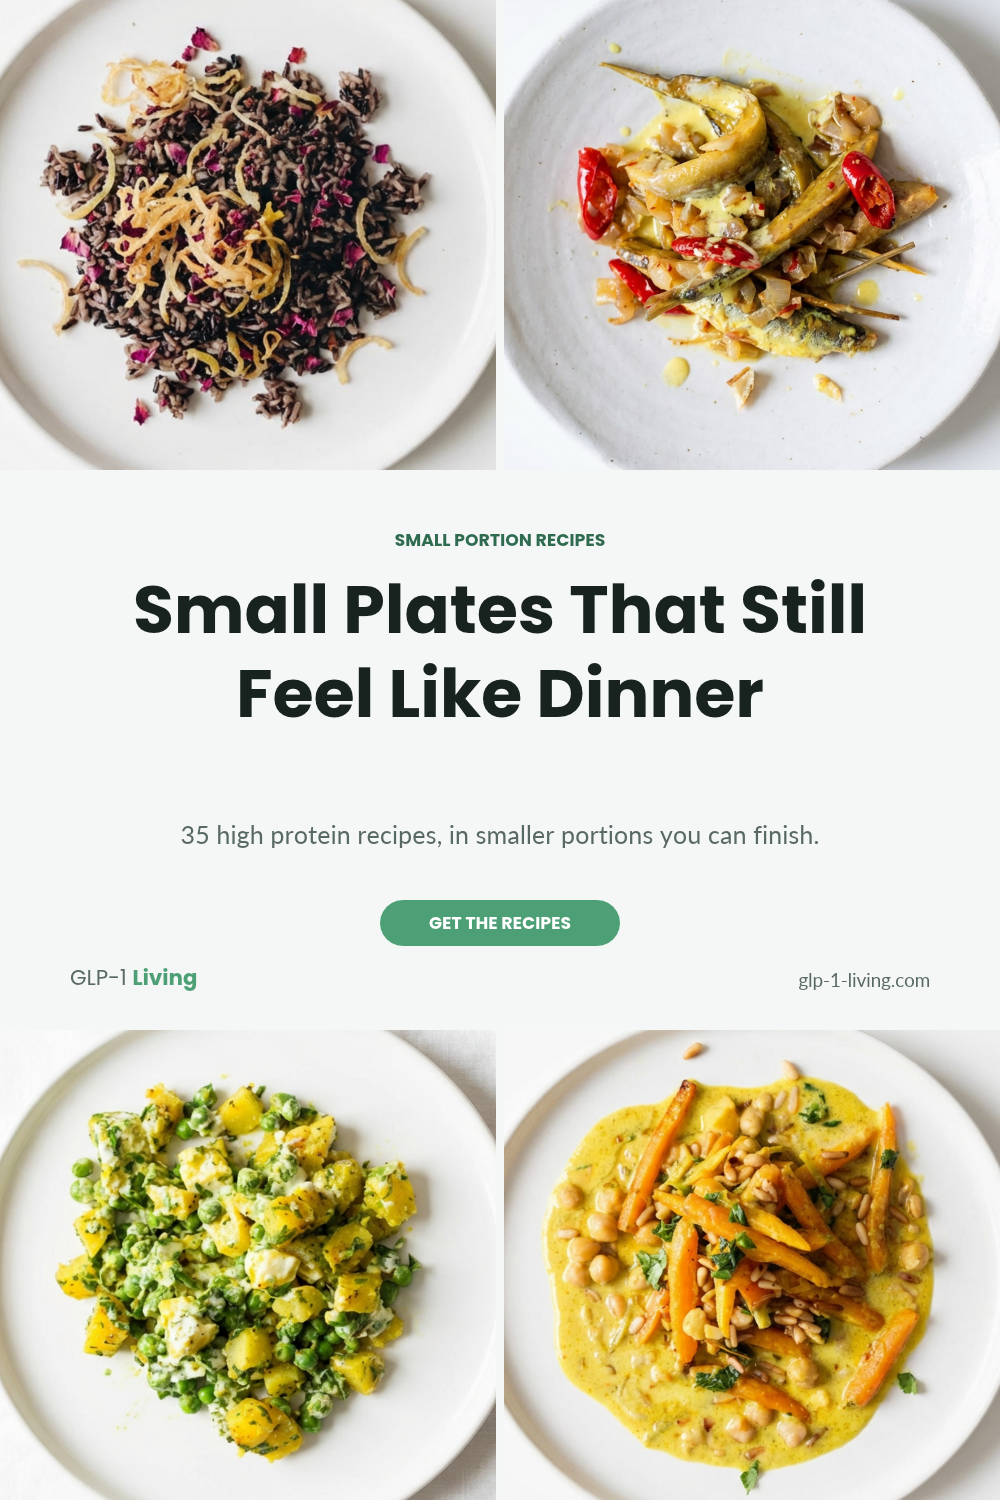 SMALL PORTION RECIPES
Small Plates That Still
Feel Like Dinner
35 high protein recipes, in smaller portions you can finish.
GET THE RECIPES
GLP-1 Living
glp-1-living.com